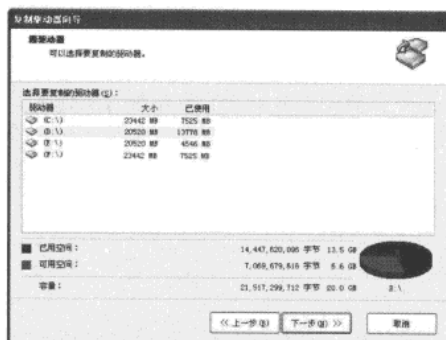 复制驱动器向导
源驱动器
可以选择要复制的驱动器。
选择要复制的驱动器(S):
驱动器 大小 已使用
(C:\) 23442 MB 7525 MB
(D:\) 20520 MB 13778 MB
(E:\) 20520 MB 4546 MB
(F:\) 23442 MB 7525 MB
已用空间: 14,447,620,096 字节 13.5 GB
可用空间: 7,069,679,616 字节 6.6 GB
容量: 21,517,299,712 字节 20.0 GB D:\
<<上一步(B) 下一步(N)>> 取消